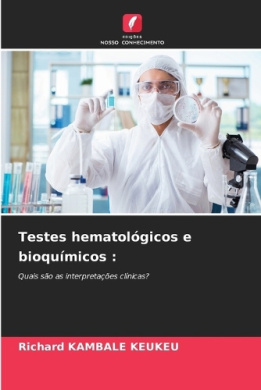 edições
NOSSO CONHECIMENTO
Testes hematológicos e
bioquímicos :
Quais são as interpretações clínicas?
Richard KAMBALE KEUKEU